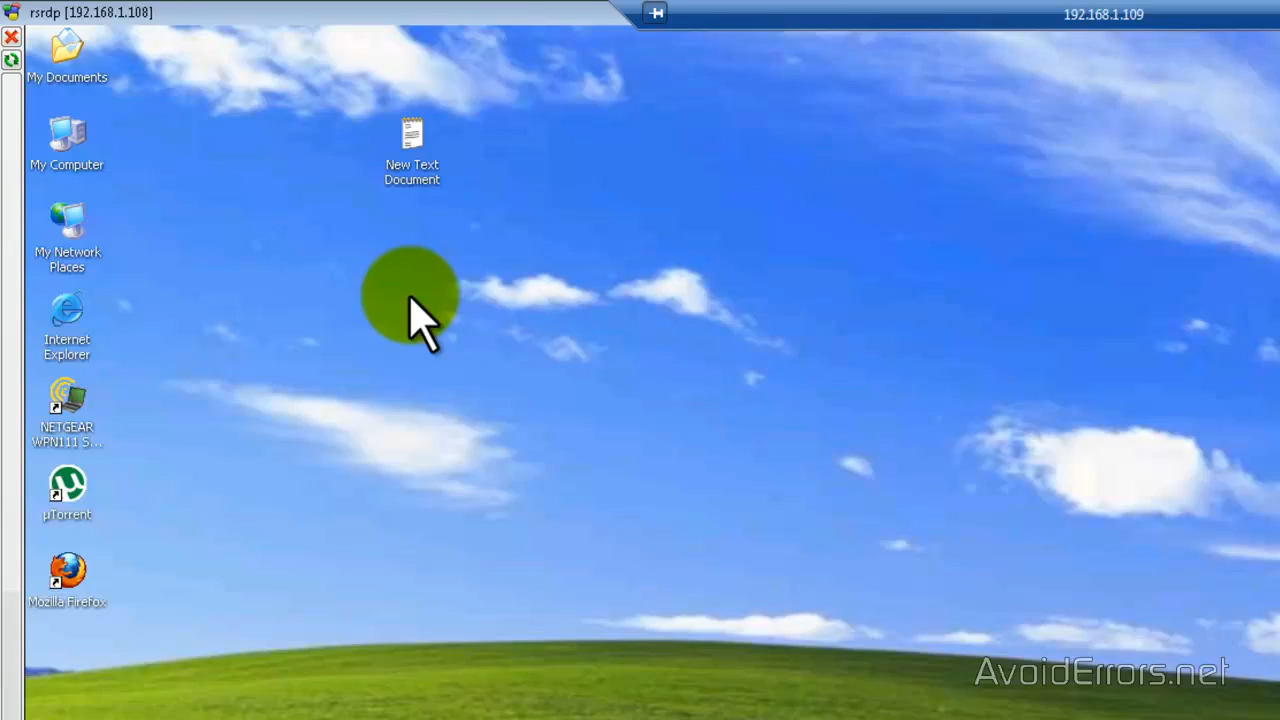 rsrdp [192.168.1.108]
192.168.1.109
My Documents
New Text
Document
My Computer
My Network
Places
Internet
Explorer
NETGEAR
WPN111 S...
µTorrent
Mozilla Firefox
AvoidErrors.net